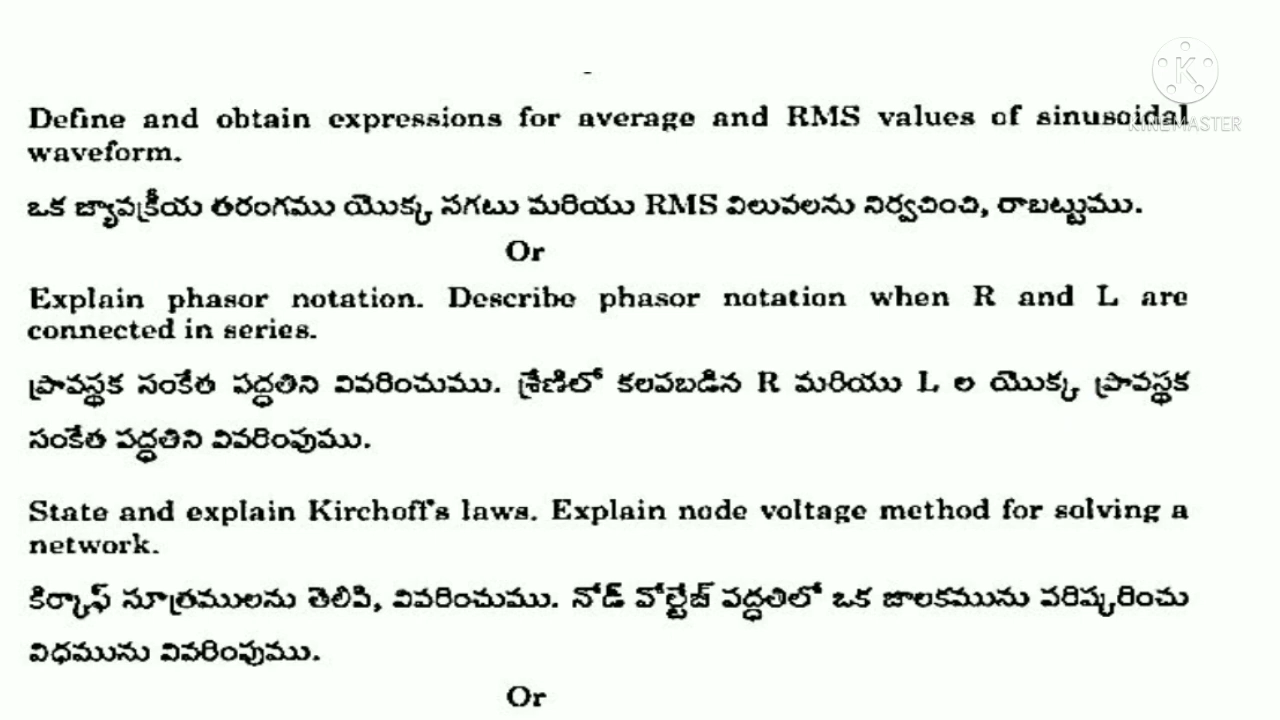 Define and obtain expressions for average and RMS values of sinusoidal
waveform.
ఒక జ్యావక్రీయ తరంగము యొక్క సగటు మరియు RMS విలువలను నిర్వచించి, రాబట్టుము.
Or
Explain phasor notation. Describe phasor notation when R and L are
connected in series.
ప్రావస్థక సంకేత పద్ధతిని వివరించుము. శ్రేణిలో కలపబడిన R మరియు L ల యొక్క ప్రావస్థక
సంకేత పద్ధతిని వివరింపుము.
State and explain Kirchoff's laws. Explain node voltage method for solving a
network.
కిర్కాఫ్ సూత్రములను తెలిపి, వివరించుము. నోడ్ వోల్టేజ్ పద్ధతిలో ఒక జాలకమును పరిష్కరించు
విధమును వివరింపుము.
Or
K
KINEMASTER